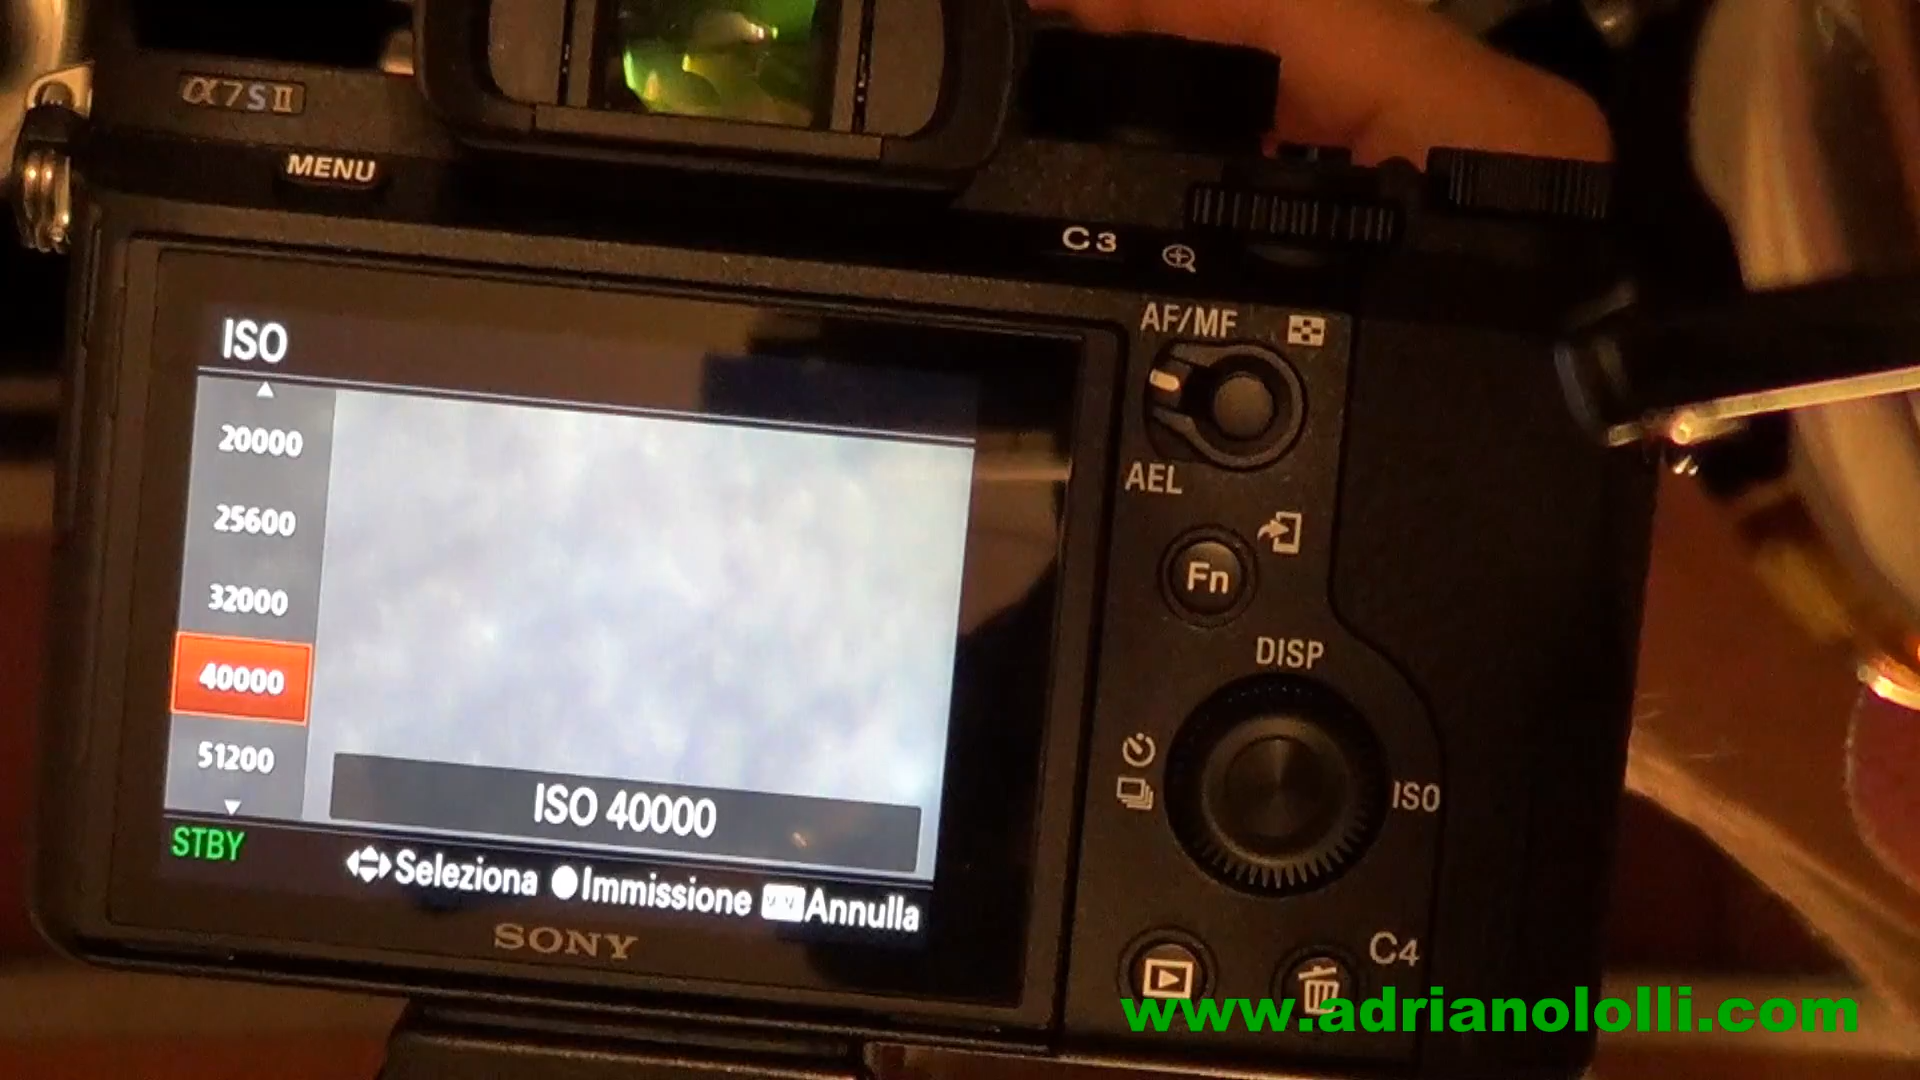 α7SII
MENU
C3
AF/MF
ISO
20000
25600
32000
40000
51200
ISO 40000
STBY
Seleziona Immissione Annulla
SONY
AEL
Fn
DISP
ISO
C4
www.adrianololli.com